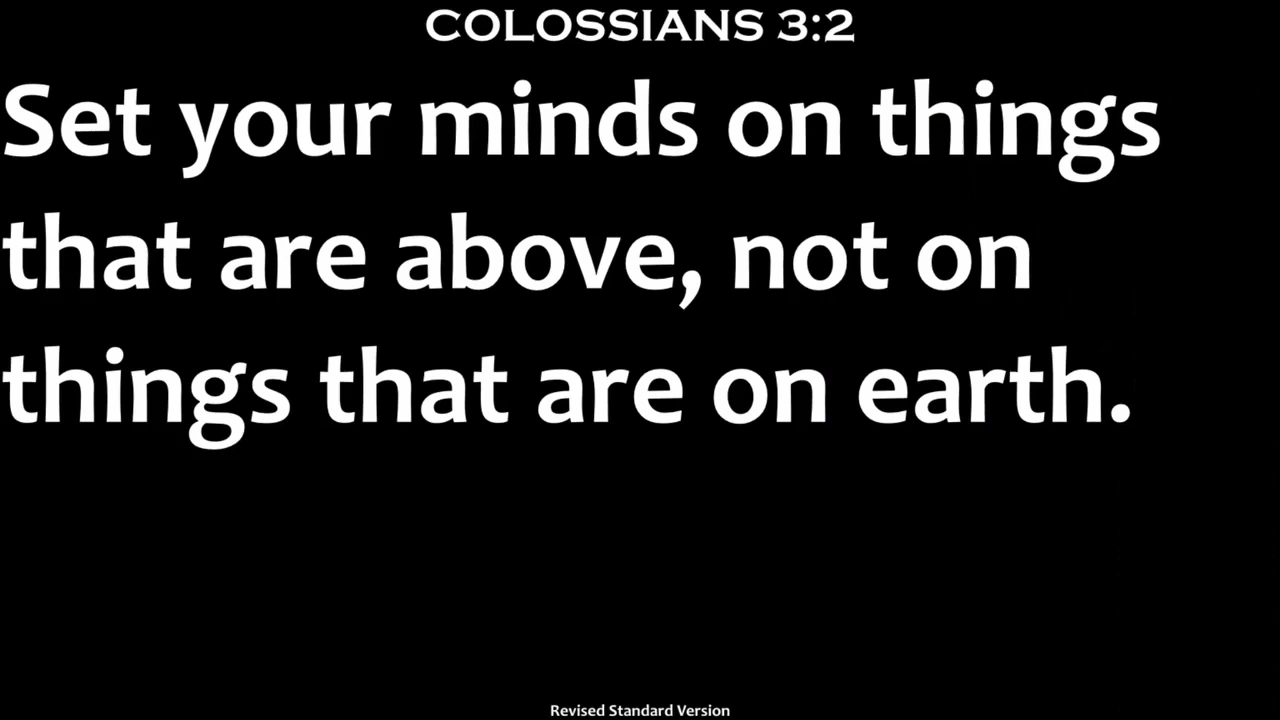 COLOSSIANS 3:2
Set your minds on things
that are above, not on
things that are on earth.
Revised Standard Version